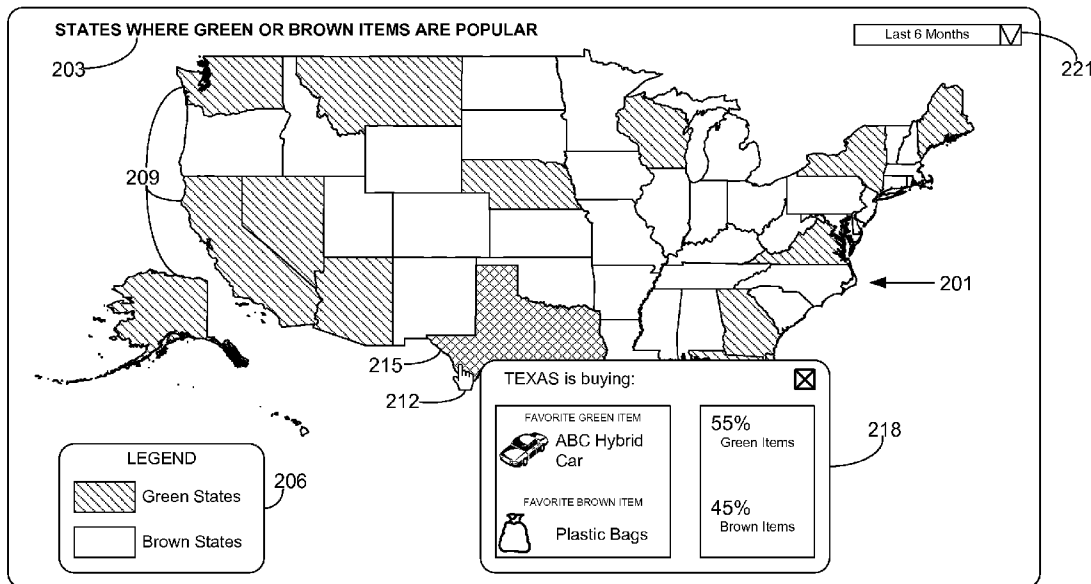 STATES WHERE GREEN OR BROWN ITEMS ARE POPULAR
Last 6 Months
203
221
209
201
215
212
TEXAS is buying:
FAVORITE GREEN ITEM
ABC Hybrid
Car
FAVORITE BROWN ITEM
Plastic Bags
55%
Green Items
45%
Brown Items
218
LEGEND
Green States
Brown States
206